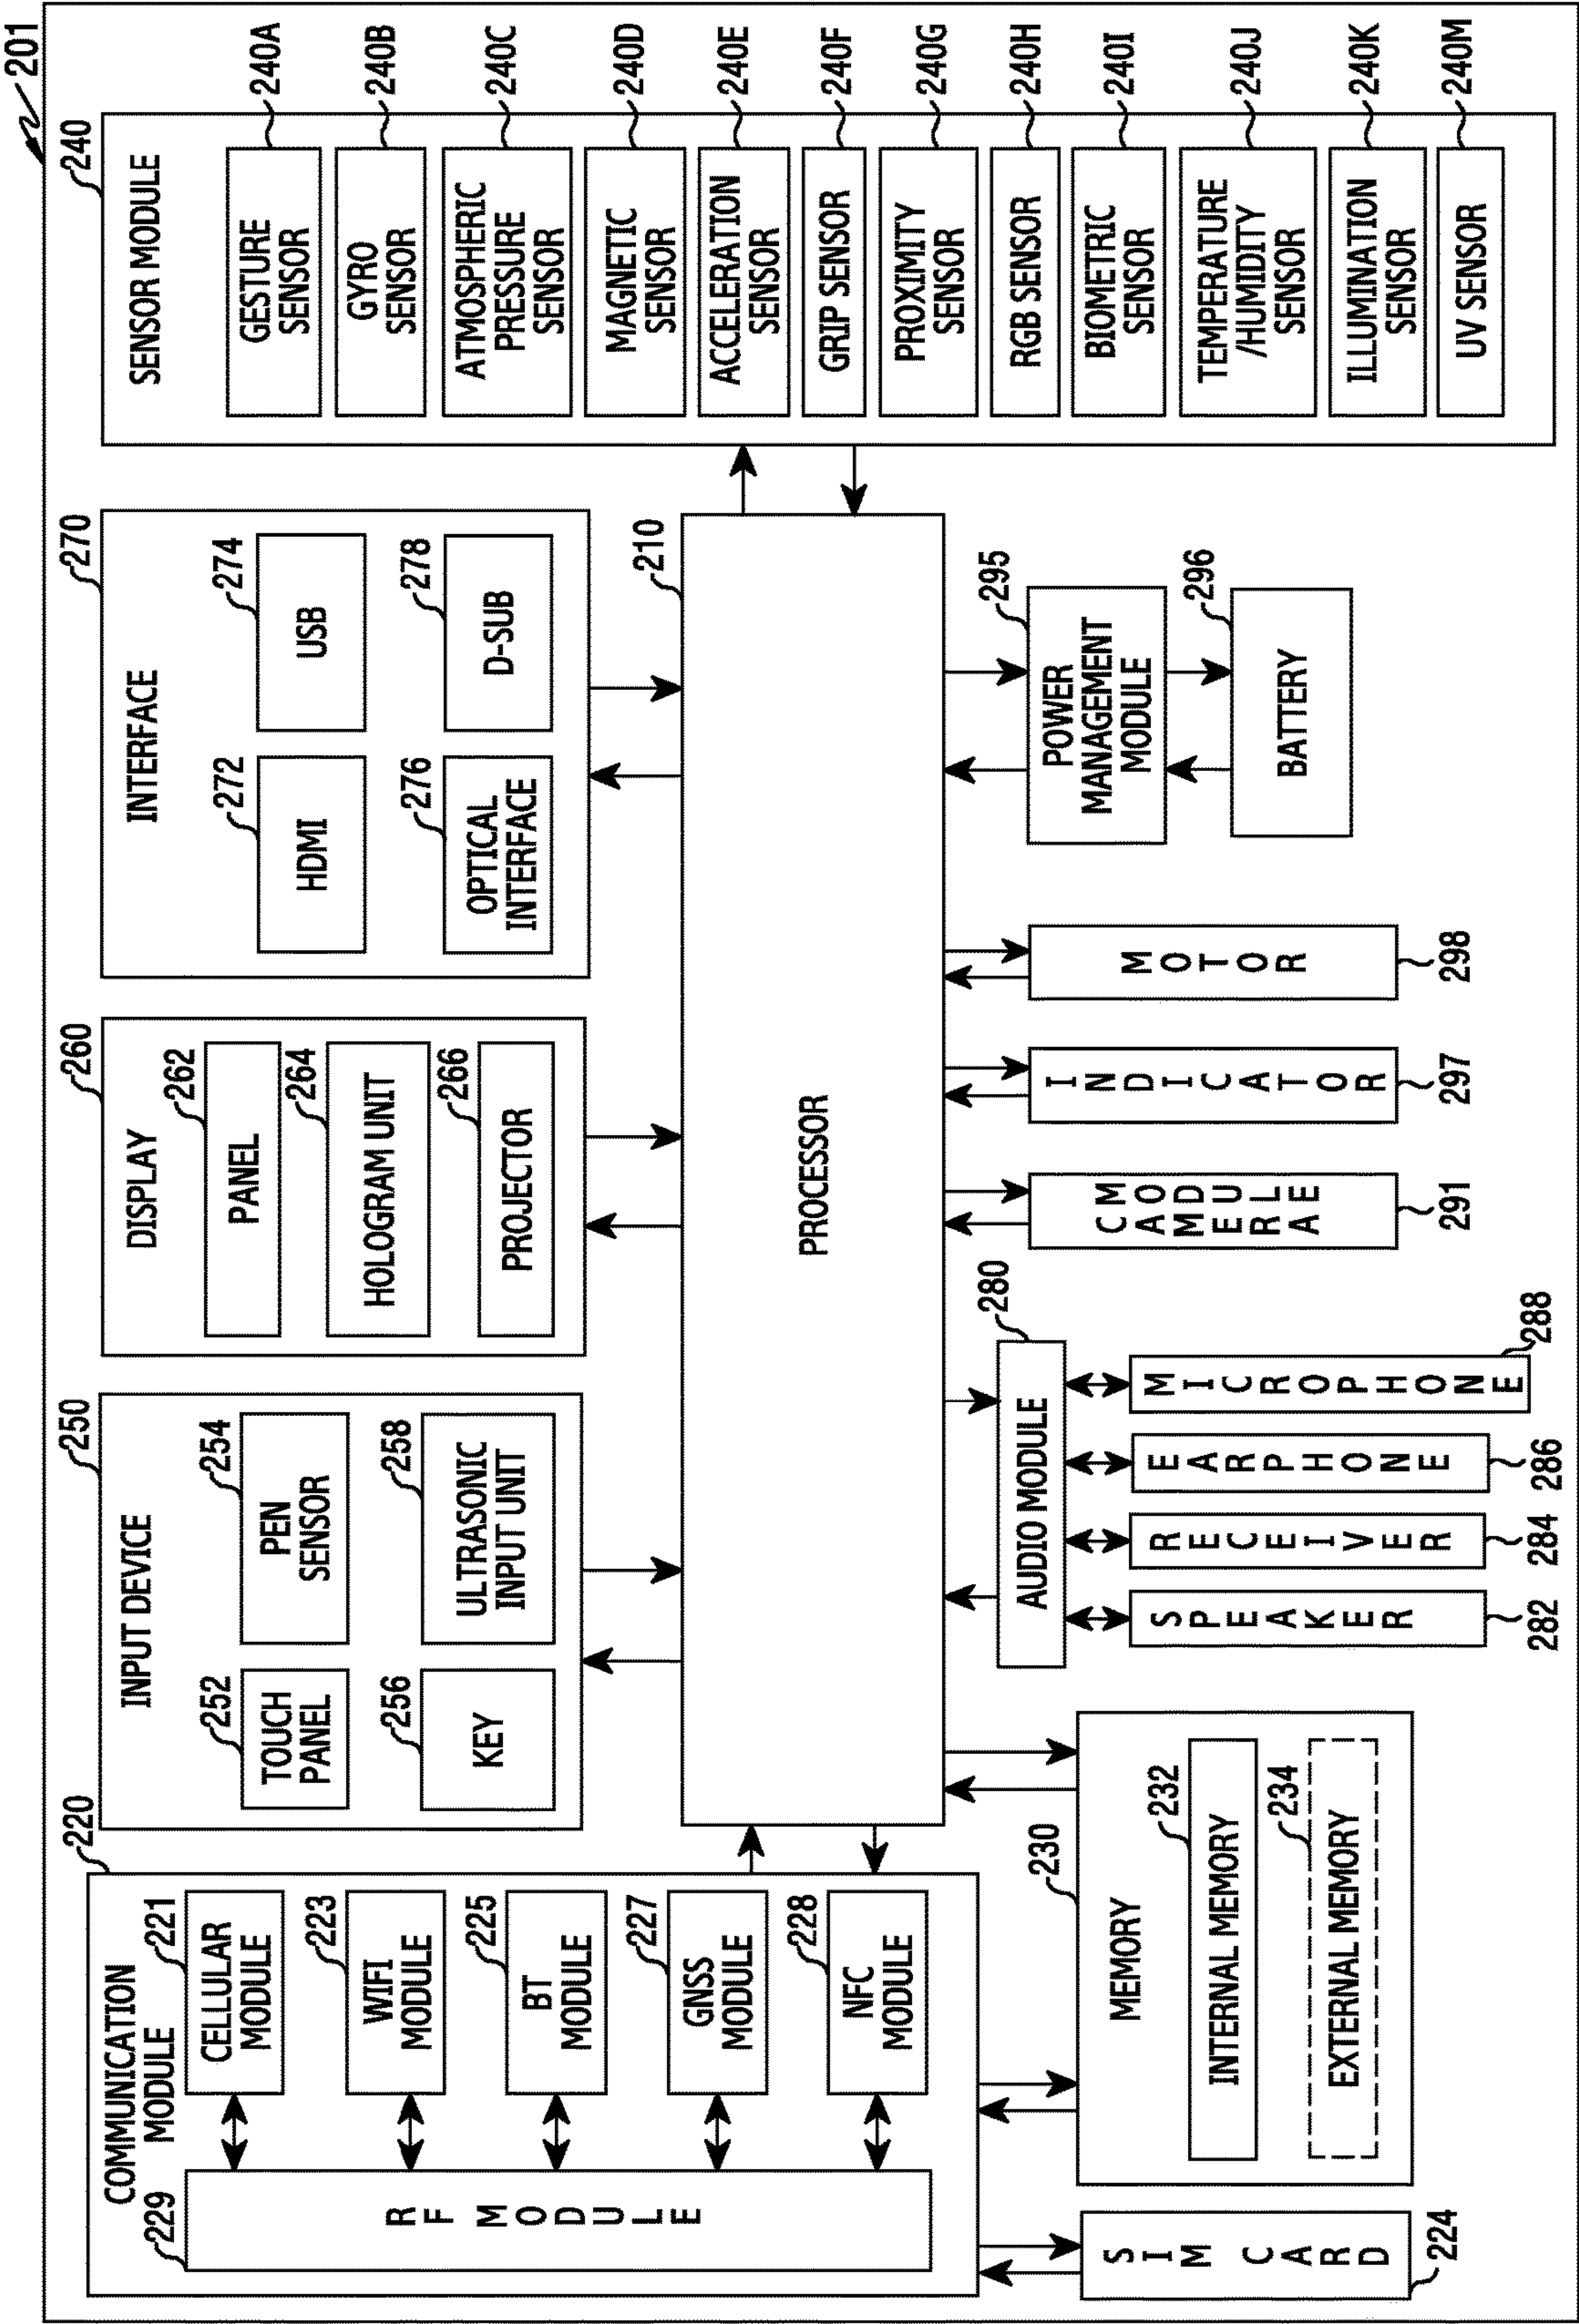 201
COMMUNICATION
MODULE
220
229
RF MODULE
221
CELLULAR
MODULE
223
WIFI
MODULE
225
BT
MODULE
227
GNSS
MODULE
228
NFC
MODULE
INPUT DEVICE
250
252
TOUCH
PANEL
254
PEN
SENSOR
256
KEY
258
ULTRASONIC
INPUT UNIT
DISPLAY
260
262
PANEL
264
HOLOGRAM UNIT
266
PROJECTOR
INTERFACE
270
272
HDMI
274
USB
276
OPTICAL
INTERFACE
278
D-SUB
SENSOR MODULE
240
GESTURE
SENSOR
240A
GYRO
SENSOR
240B
ATMOSPHERIC
PRESSURE
SENSOR
240C
MAGNETIC
SENSOR
240D
ACCELERATION
SENSOR
240E
GRIP SENSOR
240F
PROXIMITY
SENSOR
240G
RGB SENSOR
240H
BIOMETRIC
SENSOR
240I
TEMPERATURE
/HUMIDITY
SENSOR
240J
ILLUMINATION
SENSOR
240K
UV SENSOR
240M
PROCESSOR
210
SIM CARD
224
230
MEMORY
232
INTERNAL MEMORY
234
EXTERNAL MEMORY
280
AUDIO MODULE
SPEAKER
282
RECEIVER
284
EARPHONE
286
MICROPHONE
288
CAMERA
MODULE
291
INDICATOR
297
MOTOR
298
295
POWER
MANAGEMENT
MODULE
296
BATTERY